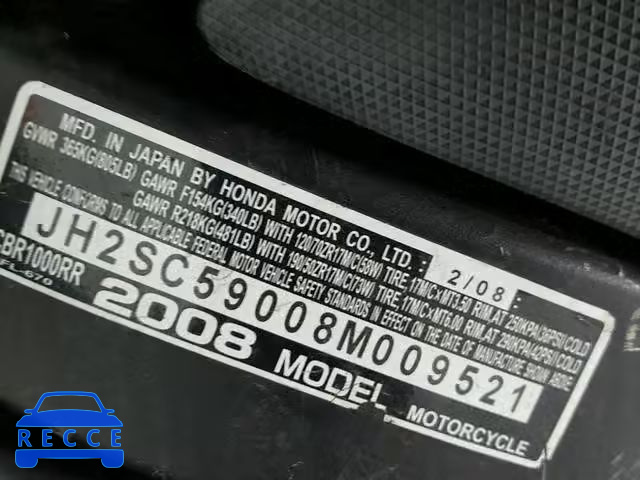 MFD. IN JAPAN BY HONDA MOTOR CO., LTD. 2/08
GVWR 365KG(805LB) GAWR F154KG(340LB) WITH 120/70ZR17M/C(58W) TIRE, 17M/CxMT3.50 RIM, AT 250KPA(36PSI) COLD
GAWR R218KG(481LB) WITH 190/50ZR17M/C(73W) TIRE, 17M/CxMT6.00 RIM, AT 290KPA(42PSI) COLD
THIS VEHICLE CONFORMS TO ALL APPLICABLE FEDERAL MOTOR VEHICLE SAFETY STANDARDS IN EFFECT ON THE DATE OF MANUFACTURE SHOWN ABOVE
JH2SC59008M009521
CBR1000RR
2008 MODEL MOTORCYCLE
RECCE